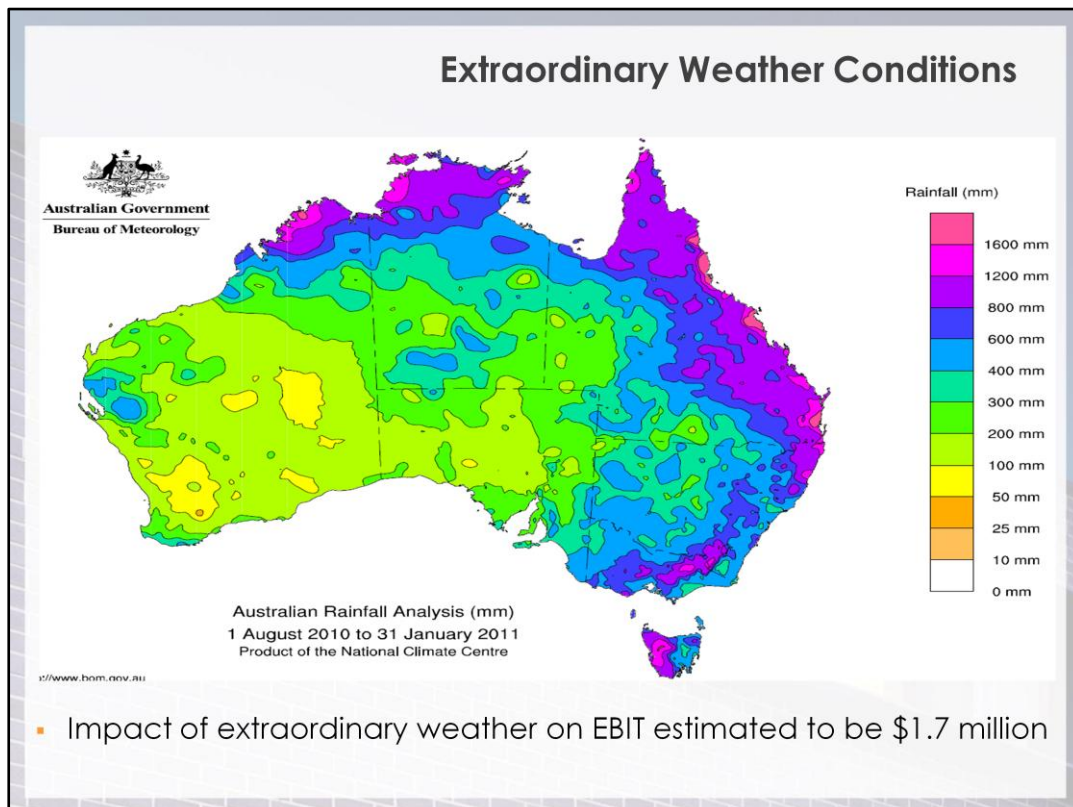 Extraordinary Weather Conditions
Australian Government
Bureau of Meteorology
Rainfall (mm)
1600 mm
1200 mm
800 mm
600 mm
400 mm
300 mm
200 mm
100 mm
50 mm
25 mm
10 mm
0 mm
Australian Rainfall Analysis (mm)
1 August 2010 to 31 January 2011
Product of the National Climate Centre
://www.bom.gov.au
▪ Impact of extraordinary weather on EBIT estimated to be $1.7 million